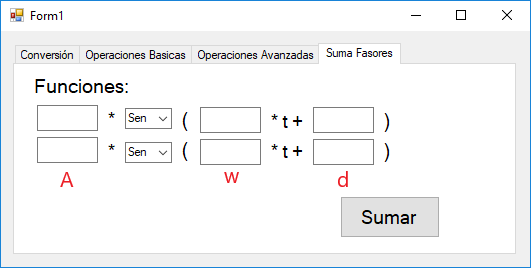 Form1
Conversión Operaciones Basicas Operaciones Avanzadas Suma Fasores
Funciones:
* Sen ( * t + )
* Sen ( * t + )
A w d
Sumar